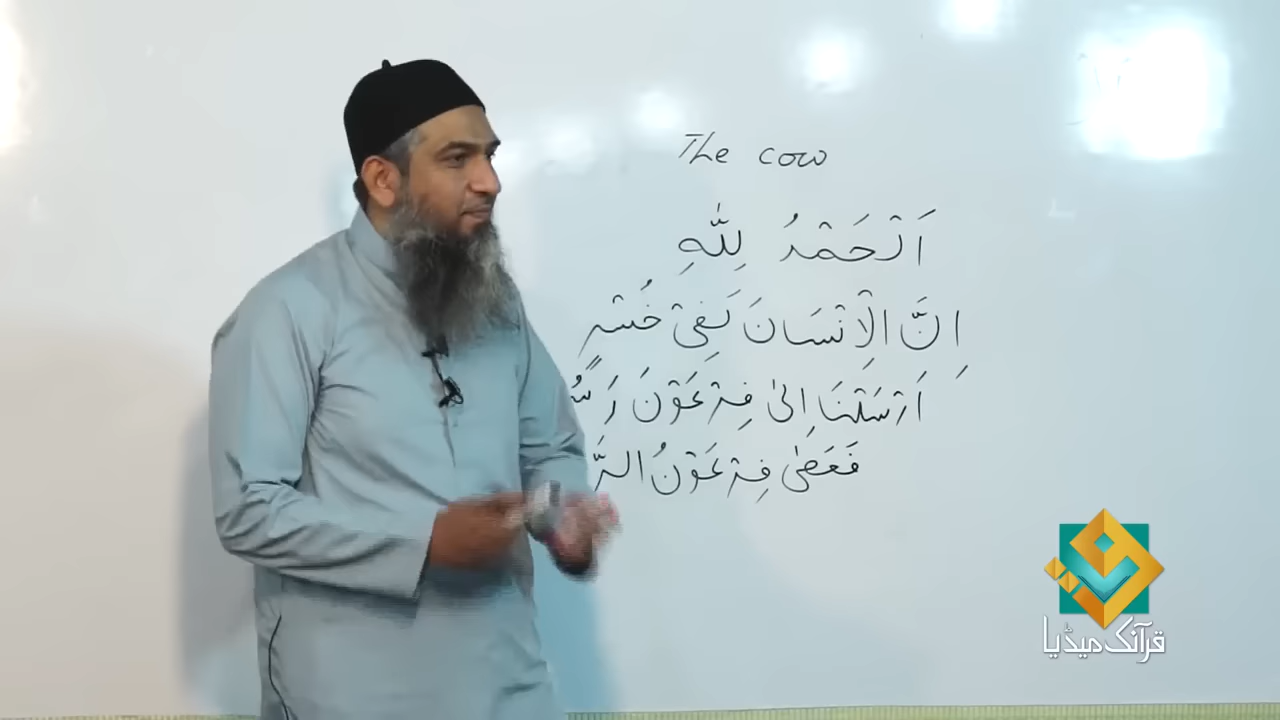 The cow
اَلْحَمْدُ لِلّٰهِ
اِنَّ الْاِنْسَانَ لَفِیْ خُسْرٍ
اَرْسَلْنَا اِلٰی فِرْعَوْنَ
فَعَصٰی فِرْعَوْنُ
قرآنک میڈیا